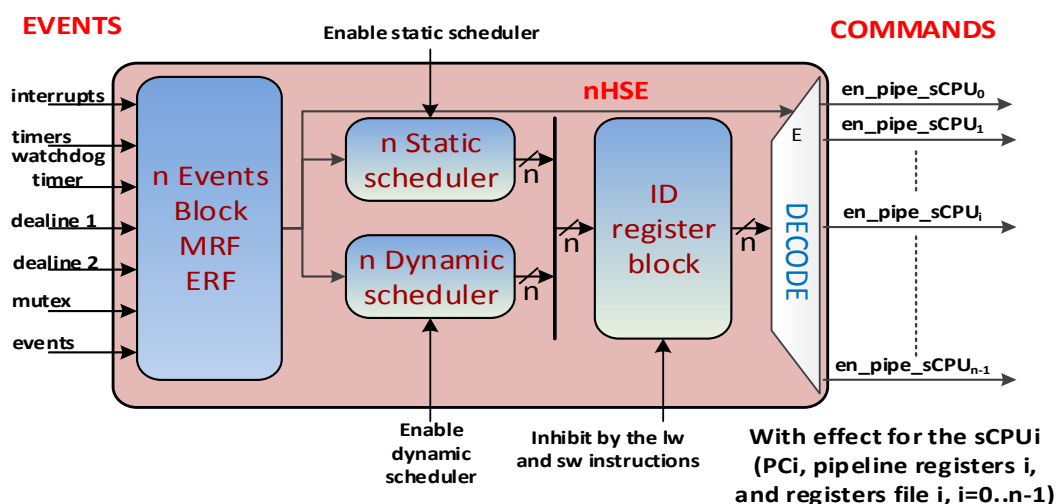 EVENTS
COMMANDS
Enable static scheduler
nHSE
interrupts
timers
watchdog
timer
dealine 1
dealine 2
mutex
events
n Events
Block
MRF
ERF
n Static
scheduler
n
n Dynamic
scheduler
n
n
ID
register
block
n
E
DECODE
en_pipe_sCPU₀
en_pipe_sCPU₁
en_pipe_sCPUᵢ
en_pipe_sCPUₙ₋₁
Enable
dynamic
scheduler
Inhibit by the lw
and sw instructions
With effect for the sCPUi
(PCi, pipeline registers i,
and registers file i, i=0..n-1)